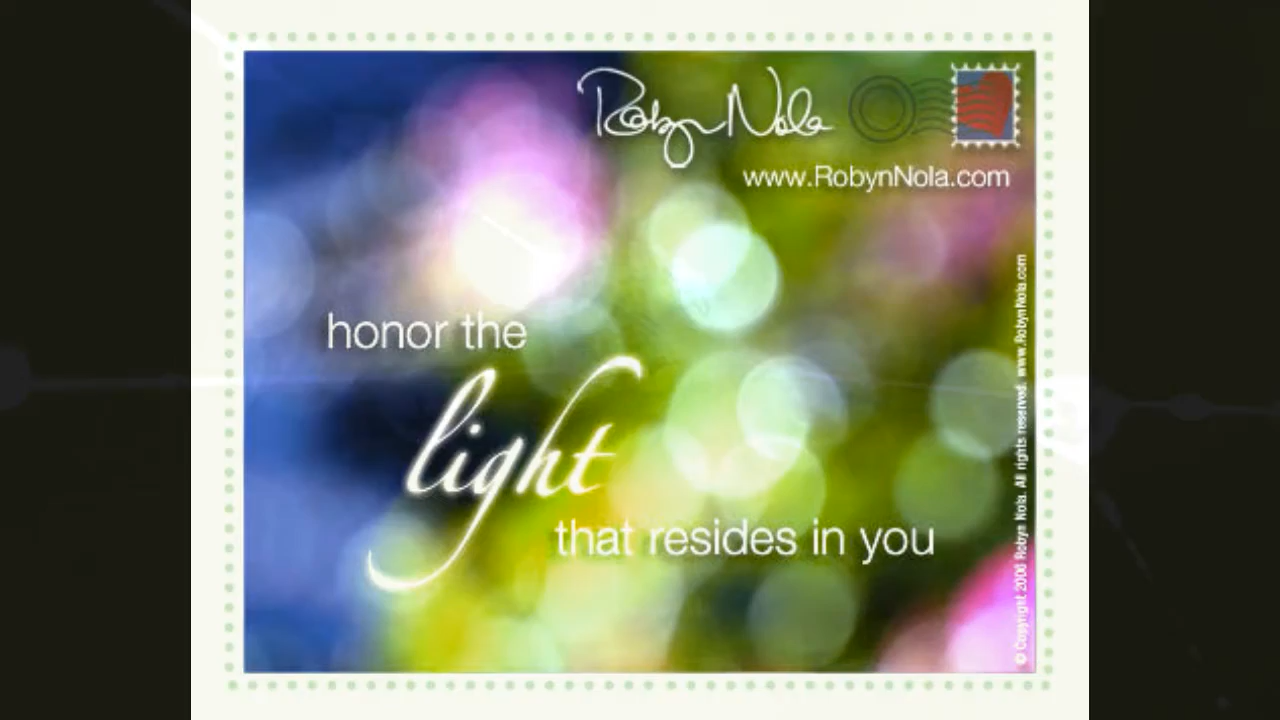 Robyn Nola
www.RobynNola.com
honor the
light
that resides in you
© Copyright 2006 Robyn Nola. All rights reserved. www.RobynNola.com